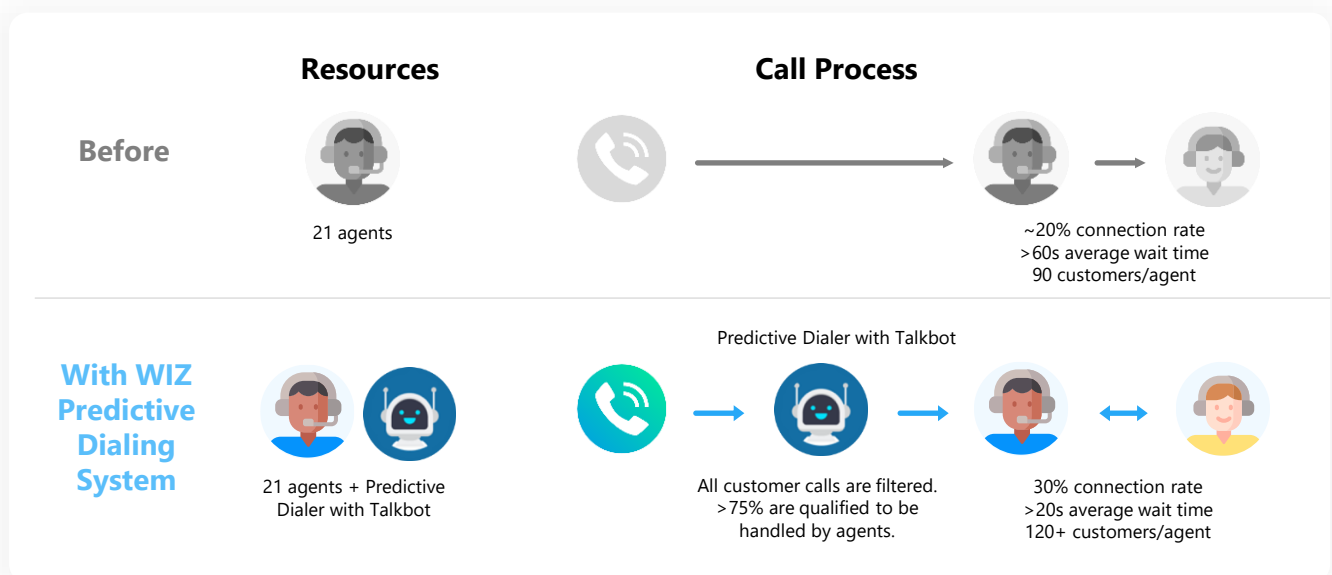 Resources
Call Process
Before
21 agents
~20% connection rate
>60s average wait time
90 customers/agent
Predictive Dialer with Talkbot
With WIZ
Predictive
Dialing
System
21 agents + Predictive
Dialer with Talkbot
All customer calls are filtered.
>75% are qualified to be
handled by agents.
30% connection rate
>20s average wait time
120+ customers/agent